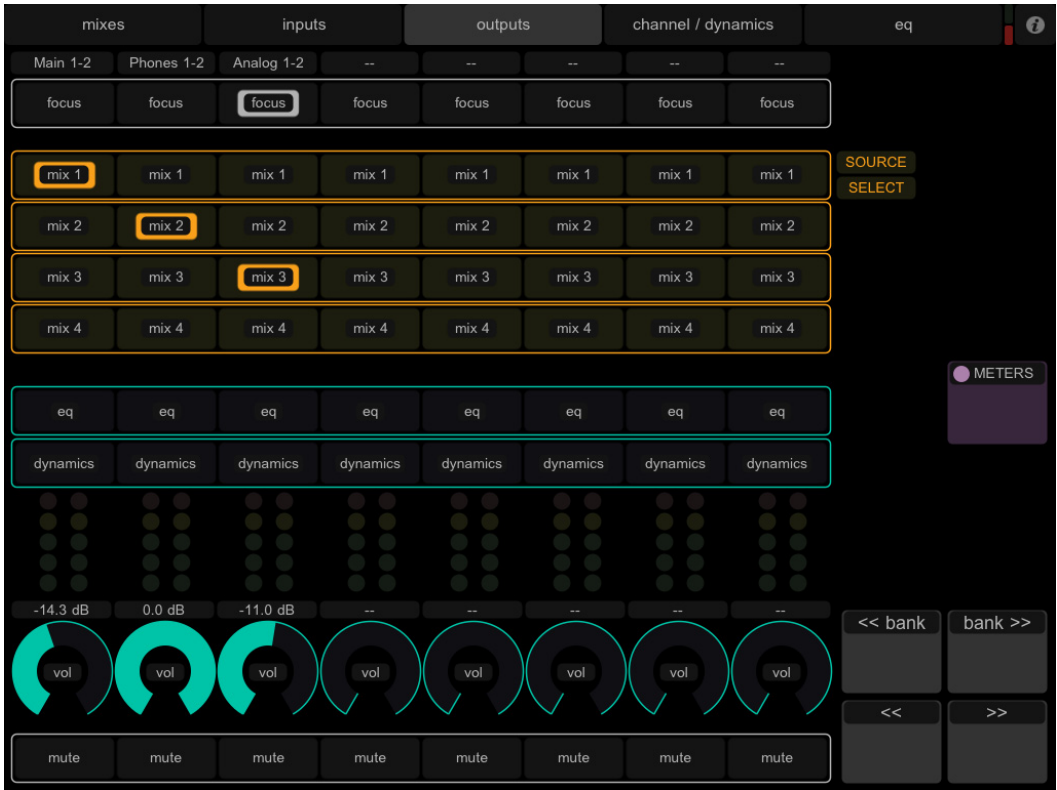 mixes inputs outputs channel / dynamics eq i
Main 1-2 Phones 1-2 Analog 1-2 -- -- -- -- --
focus focus focus focus focus focus focus focus
mix 1 mix 1 mix 1 mix 1 mix 1 mix 1 mix 1 mix 1 SOURCE
SELECT
mix 2 mix 2 mix 2 mix 2 mix 2 mix 2 mix 2 mix 2
mix 3 mix 3 mix 3 mix 3 mix 3 mix 3 mix 3 mix 3
mix 4 mix 4 mix 4 mix 4 mix 4 mix 4 mix 4 mix 4
METERS
eq eq eq eq eq eq eq eq
dynamics dynamics dynamics dynamics dynamics dynamics dynamics dynamics
-14.3 dB 0.0 dB -11.0 dB -- -- -- -- --
<< bank bank >>
vol vol vol vol vol vol vol vol
<< >>
mute mute mute mute mute mute mute mute